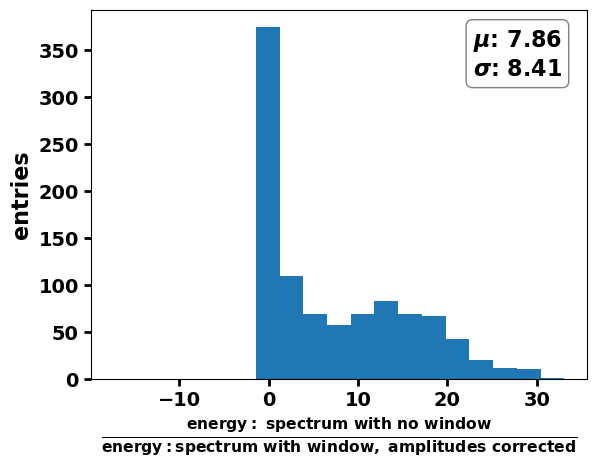 μ: 7.86
σ: 8.41
350
300
250
200
150
100
50
0
entries
−10 0 10 20 30
energy: spectrum with no window
energy:spectrum with window, amplitudes corrected